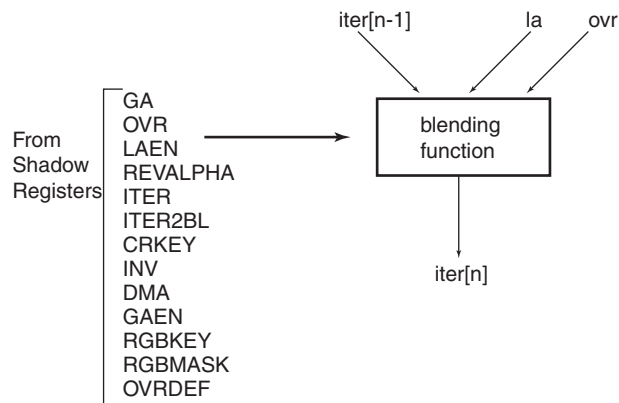 iter[n-1]
la
ovr
From
Shadow
Registers
GA
OVR
LAEN
REVALPHA
ITER
ITER2BL
CRKEY
INV
DMA
GAEN
RGBKEY
RGBMASK
OVRDEF
blending
function
iter[n]